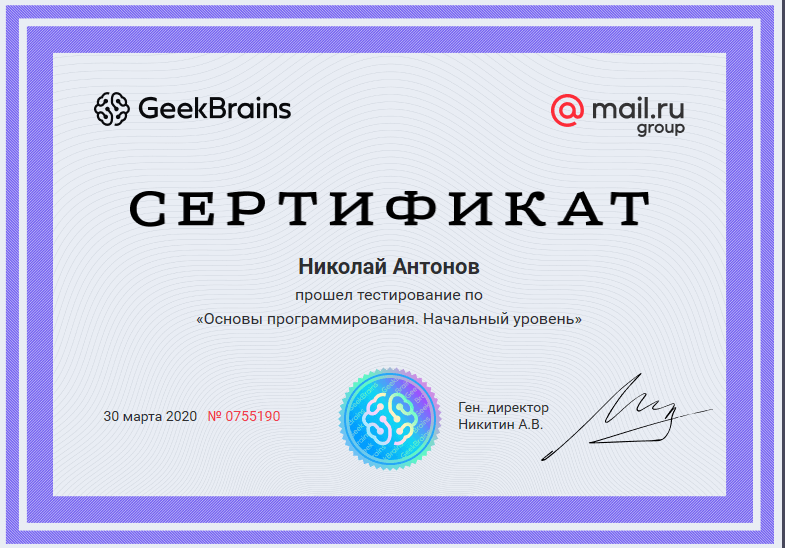 GeekBrains
@mail.ru
group
СЕРТИФИКАТ
Николай Антонов
прошел тестирование по
«Основы программирования. Начальный уровень»
30 марта 2020 № 0755190
Ген. директор
Никитин А.В.